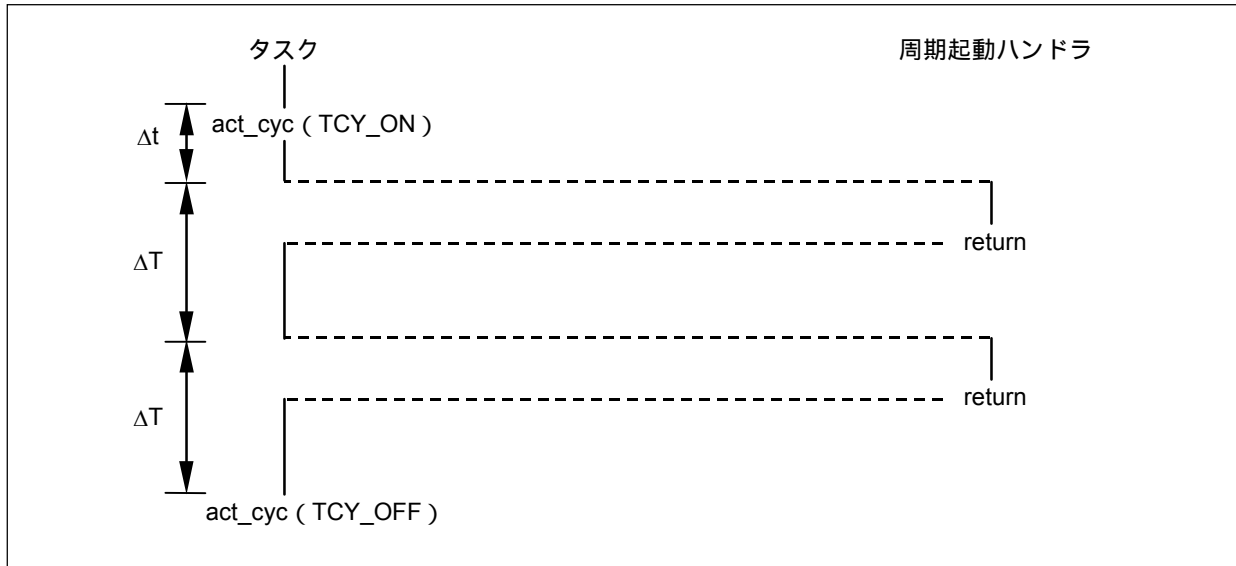 タスク
周期起動ハンドラ
Δt
act_cyc（TCY_ON）
ΔT
return
ΔT
return
act_cyc（TCY_OFF）